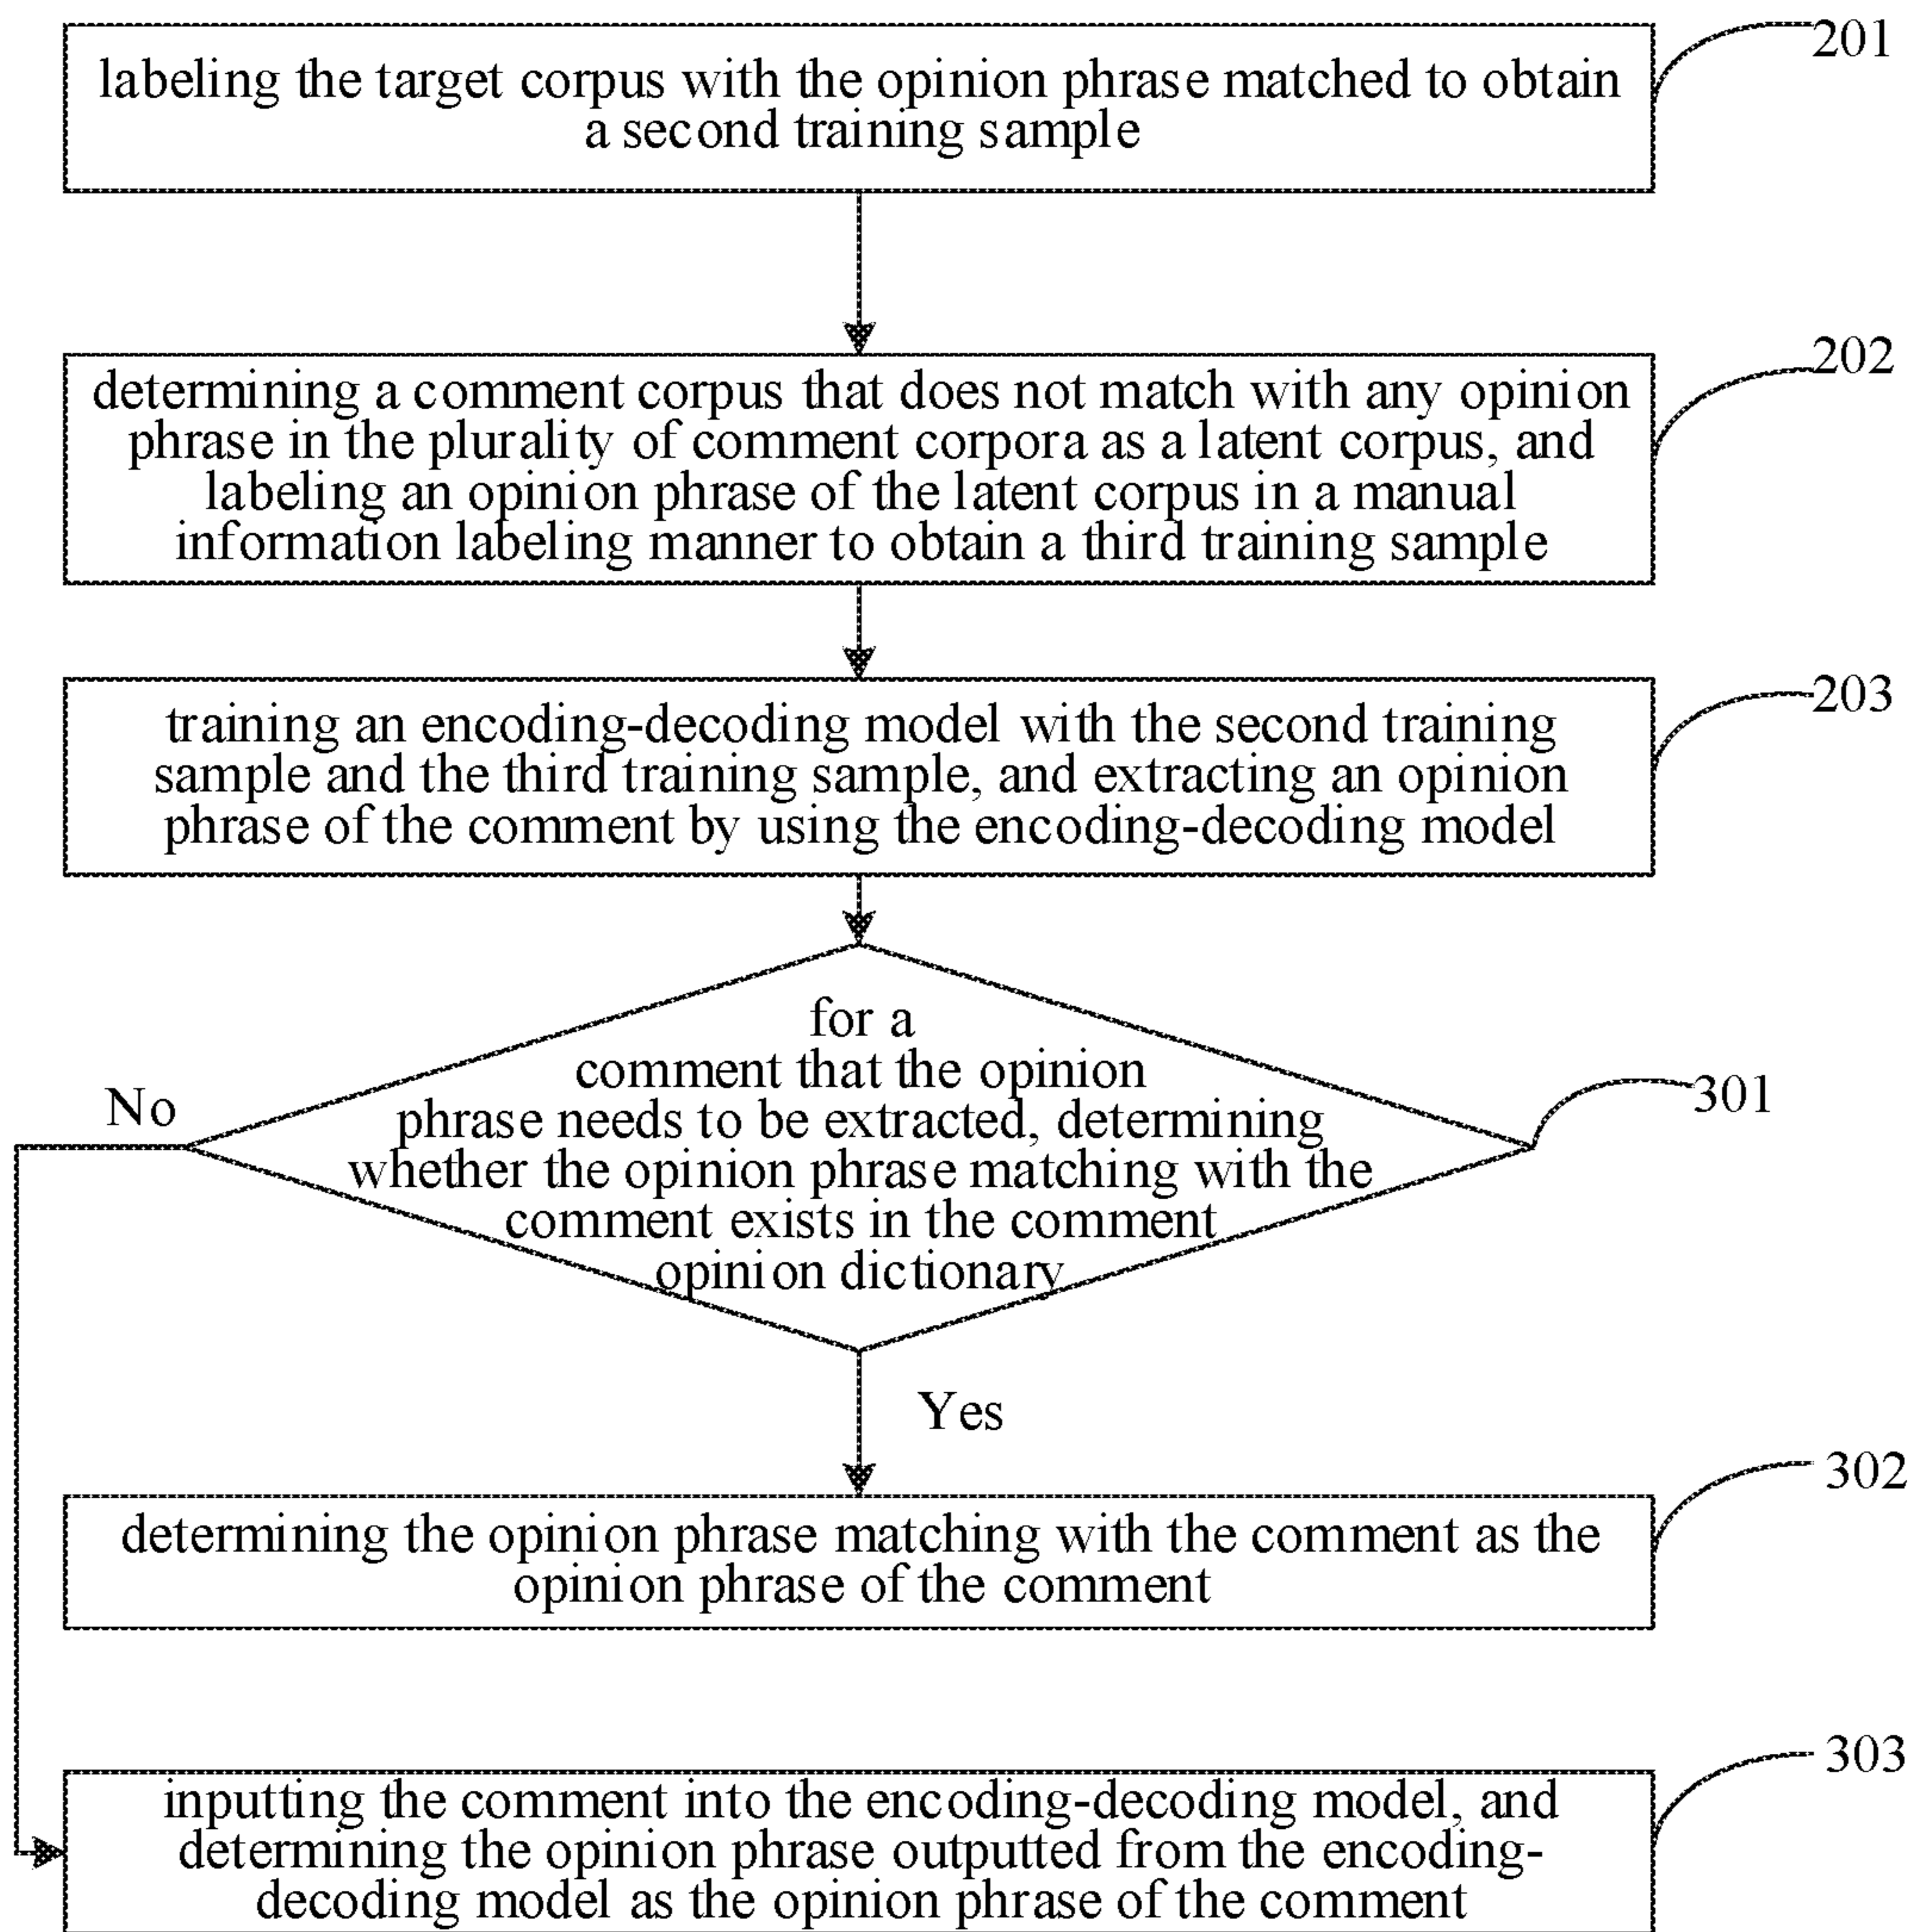 201
labeling the target corpus with the opinion phrase matched to obtain
a second training sample
202
determining a comment corpus that does not match with any opinion
phrase in the plurality of comment corpora as a latent corpus, and
labeling an opinion phrase of the latent corpus in a manual
information labeling manner to obtain a third training sample
203
training an encoding-decoding model with the second training
sample and the third training sample, and extracting an opinion
phrase of the comment by using the encoding-decoding model
for a
comment that the opinion
phrase needs to be extracted, determining
whether the opinion phrase matching with the
comment exists in the comment
opinion dictionary
No
301
Yes
302
determining the opinion phrase matching with the comment as the
opinion phrase of the comment
303
inputting the comment into the encoding-decoding model, and
determining the opinion phrase outputted from the encoding-
decoding model as the opinion phrase of the comment